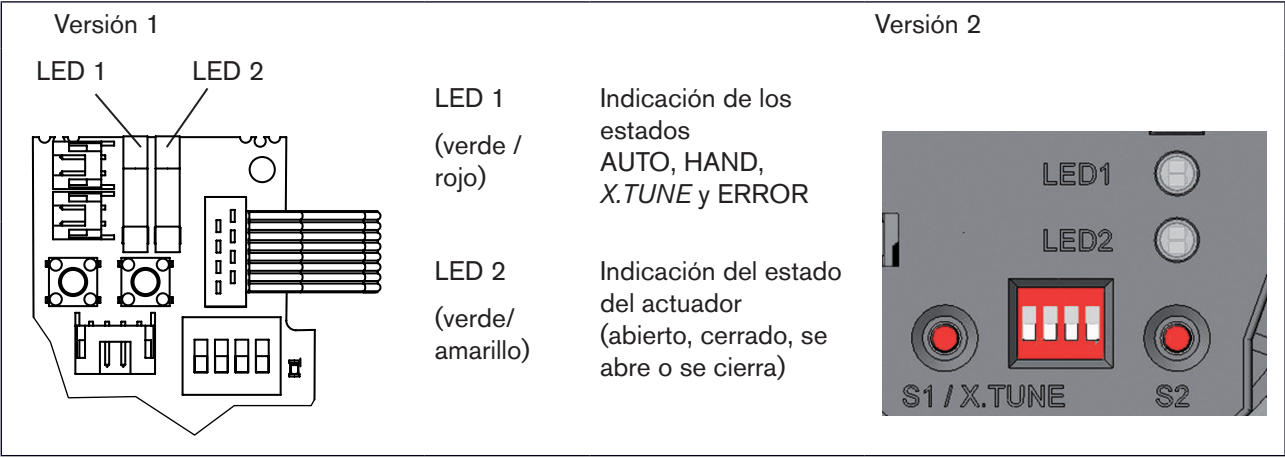 Versión 1
Versión 2
LED 1
LED 2
LED 1
(verde /
rojo)
Indicación de los
estados
AUTO, HAND,
X.TUNE y ERROR
LED 2
(verde/
amarillo)
Indicación del estado
del actuador
(abierto, cerrado, se
abre o se cierra)
LED1
LED2
S1 / X.TUNE
S2